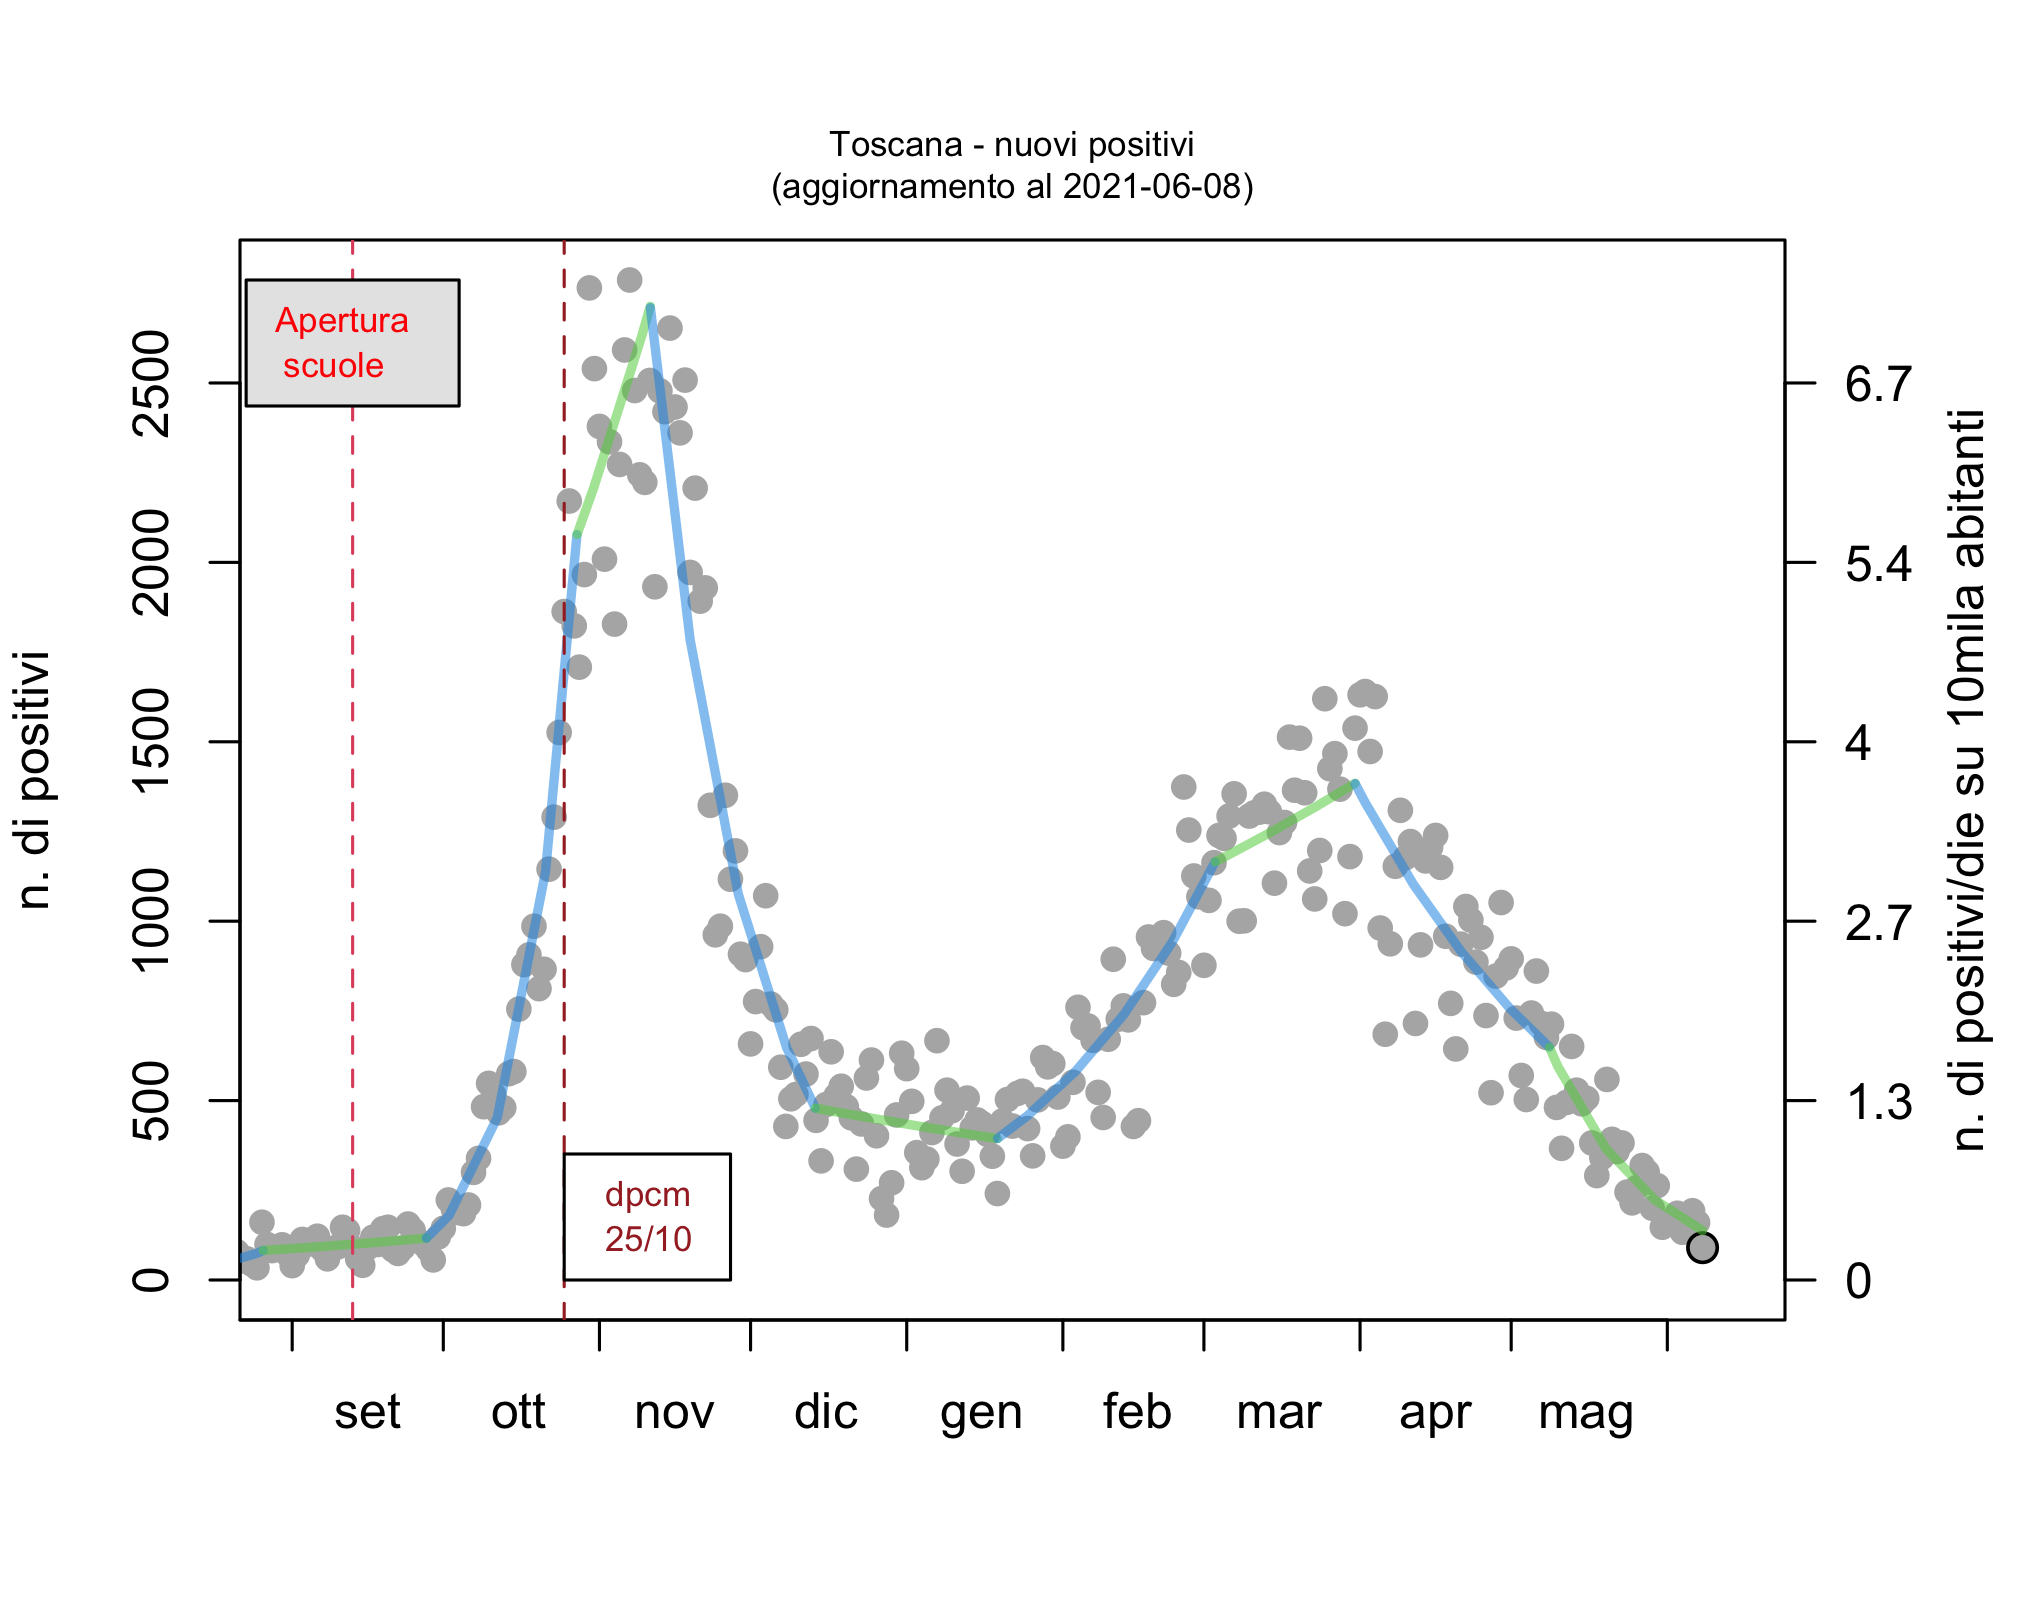 Toscana - nuovi positivi
(aggiornamento al 2021-06-08)
Apertura
scuole
dpcm
25/10
n. di positivi
0
500
1000
1500
2000
2500
set
ott
nov
dic
gen
feb
mar
apr
mag
0
1.3
2.7
4
5.4
6.7
n. di positivi/die su 10mila abitanti